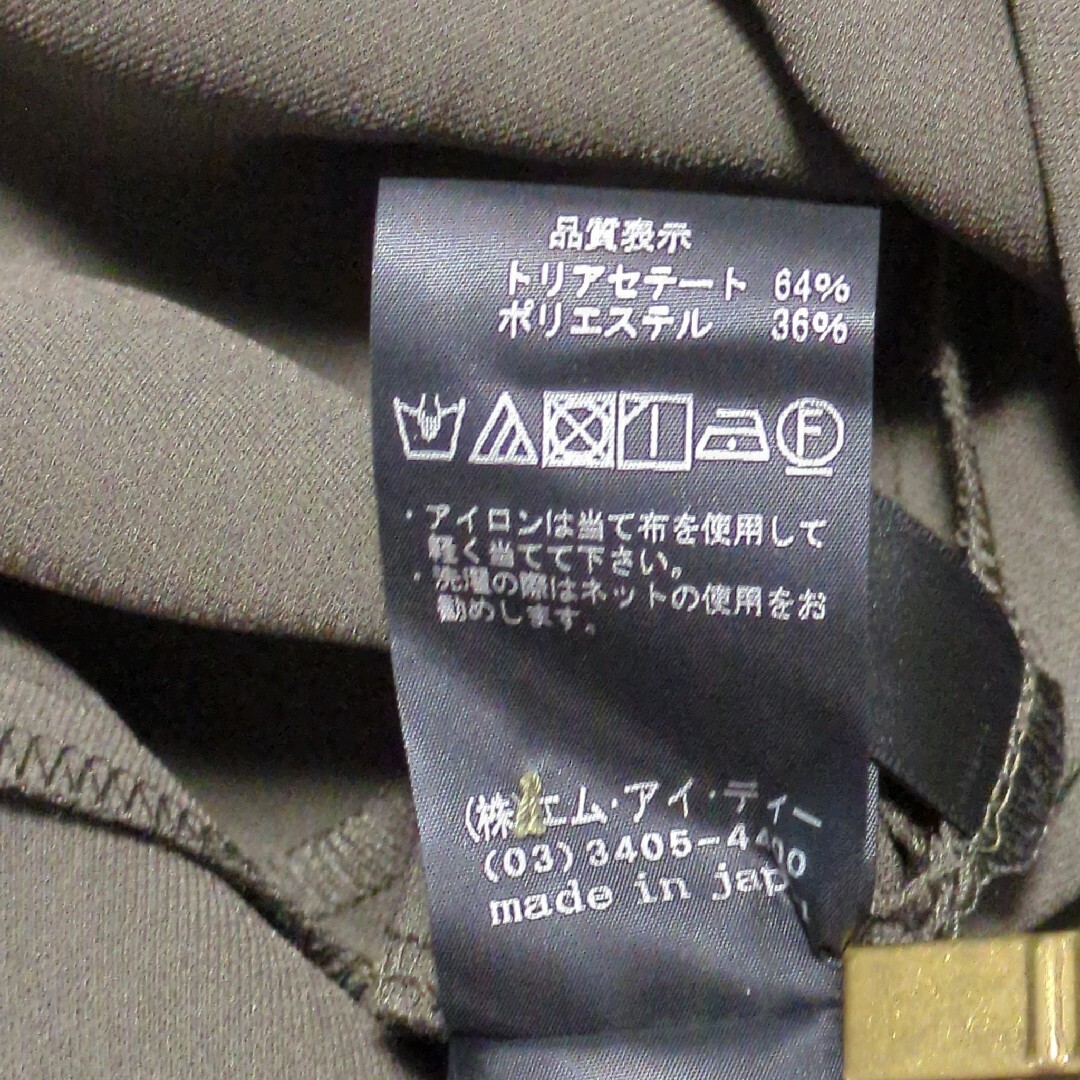 品質表示
トリアセテート 64%
ポリエステル 36%
F
・アイロンは当て布を使用して
軽く当てて下さい。
・洗濯の際はネットの使用をお
勧めします。
(株)エム・アイ・ディー
(03)3405-4
made in